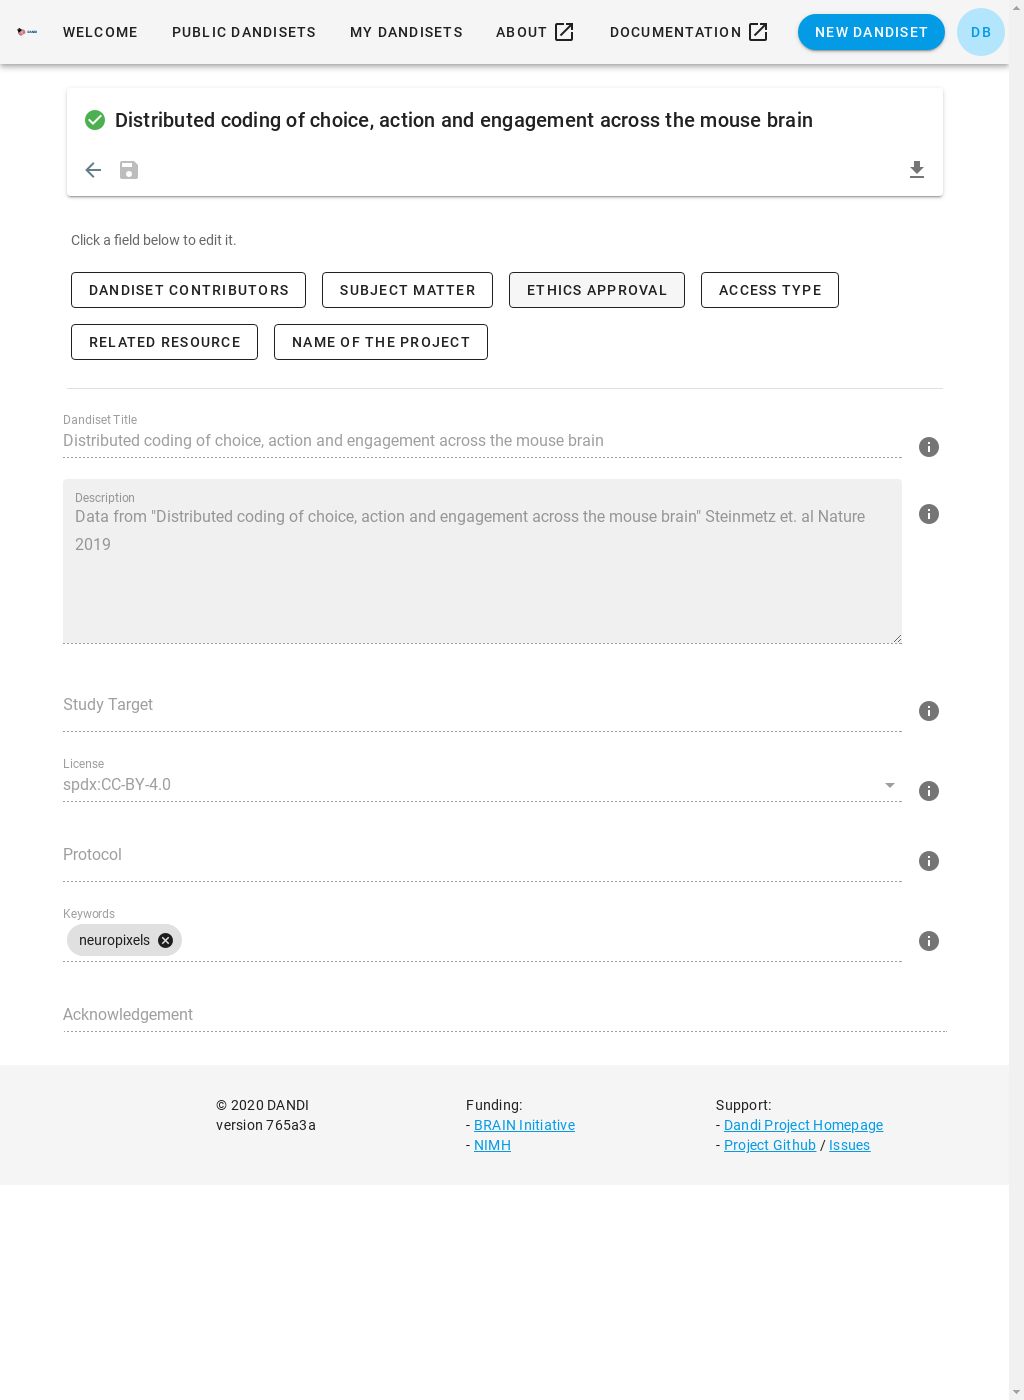 WELCOME PUBLIC DANDISETS MY DANDISETS ABOUT DOCUMENTATION NEW DANDISET DB
Distributed coding of choice, action and engagement across the mouse brain
Click a field below to edit it.
DANDISET CONTRIBUTORS SUBJECT MATTER ETHICS APPROVAL ACCESS TYPE
RELATED RESOURCE NAME OF THE PROJECT
Dandiset Title
Distributed coding of choice, action and engagement across the mouse brain
Description
Data from "Distributed coding of choice, action and engagement across the mouse brain" Steinmetz et. al Nature
2019
Study Target
License
spdx:CC-BY-4.0
Protocol
Keywords
neuropixels
Acknowledgement
© 2020 DANDI
version 765a3a
Funding:
- BRAIN Initiative
- NIMH
Support:
- Dandi Project Homepage
- Project Github / Issues